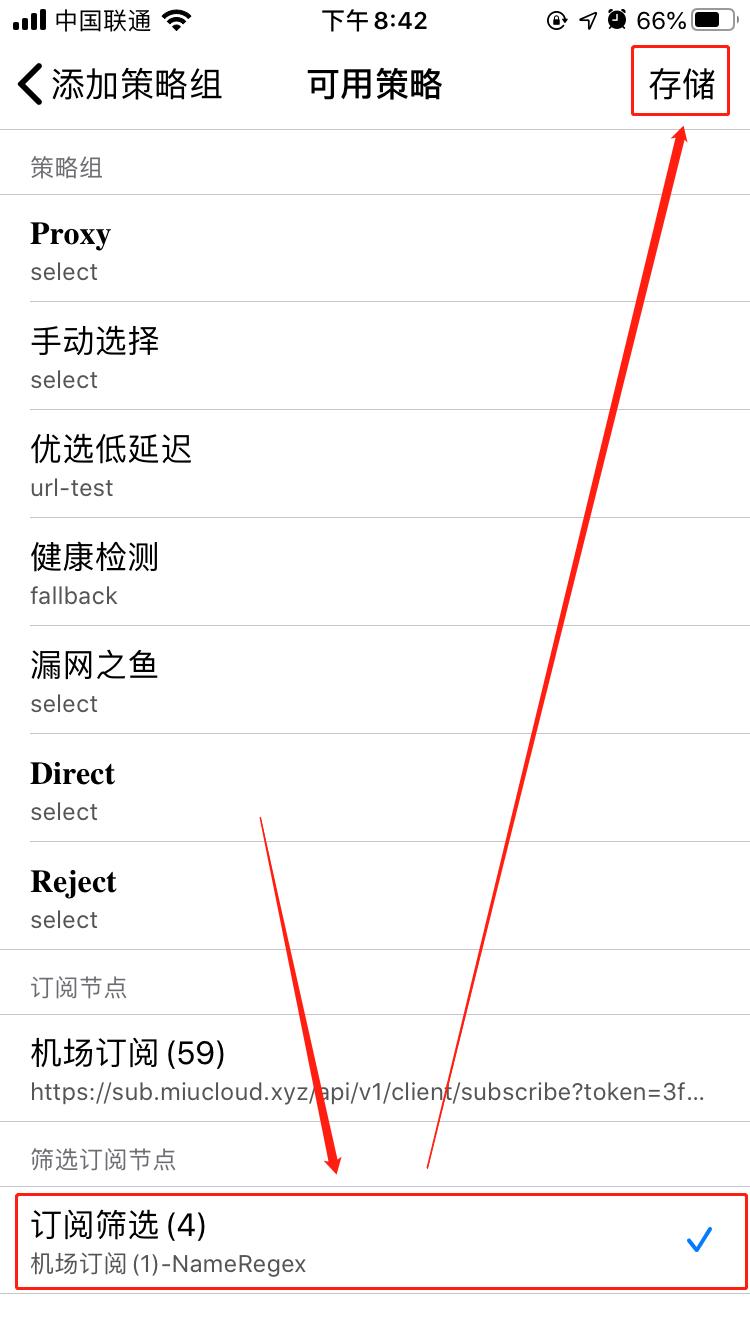 中国联通 下午8:42 66%
添加策略组 可用策略 存储
策略组
Proxy
select
手动选择
select
优选低延迟
url-test
健康检测
fallback
漏网之鱼
select
Direct
select
Reject
select
订阅节点
机场订阅 (59)
https://sub.miucloud.xyz/api/v1/client/subscribe?token=3f...
筛选订阅节点
订阅筛选 (4)
机场订阅 (1)-NameRegex